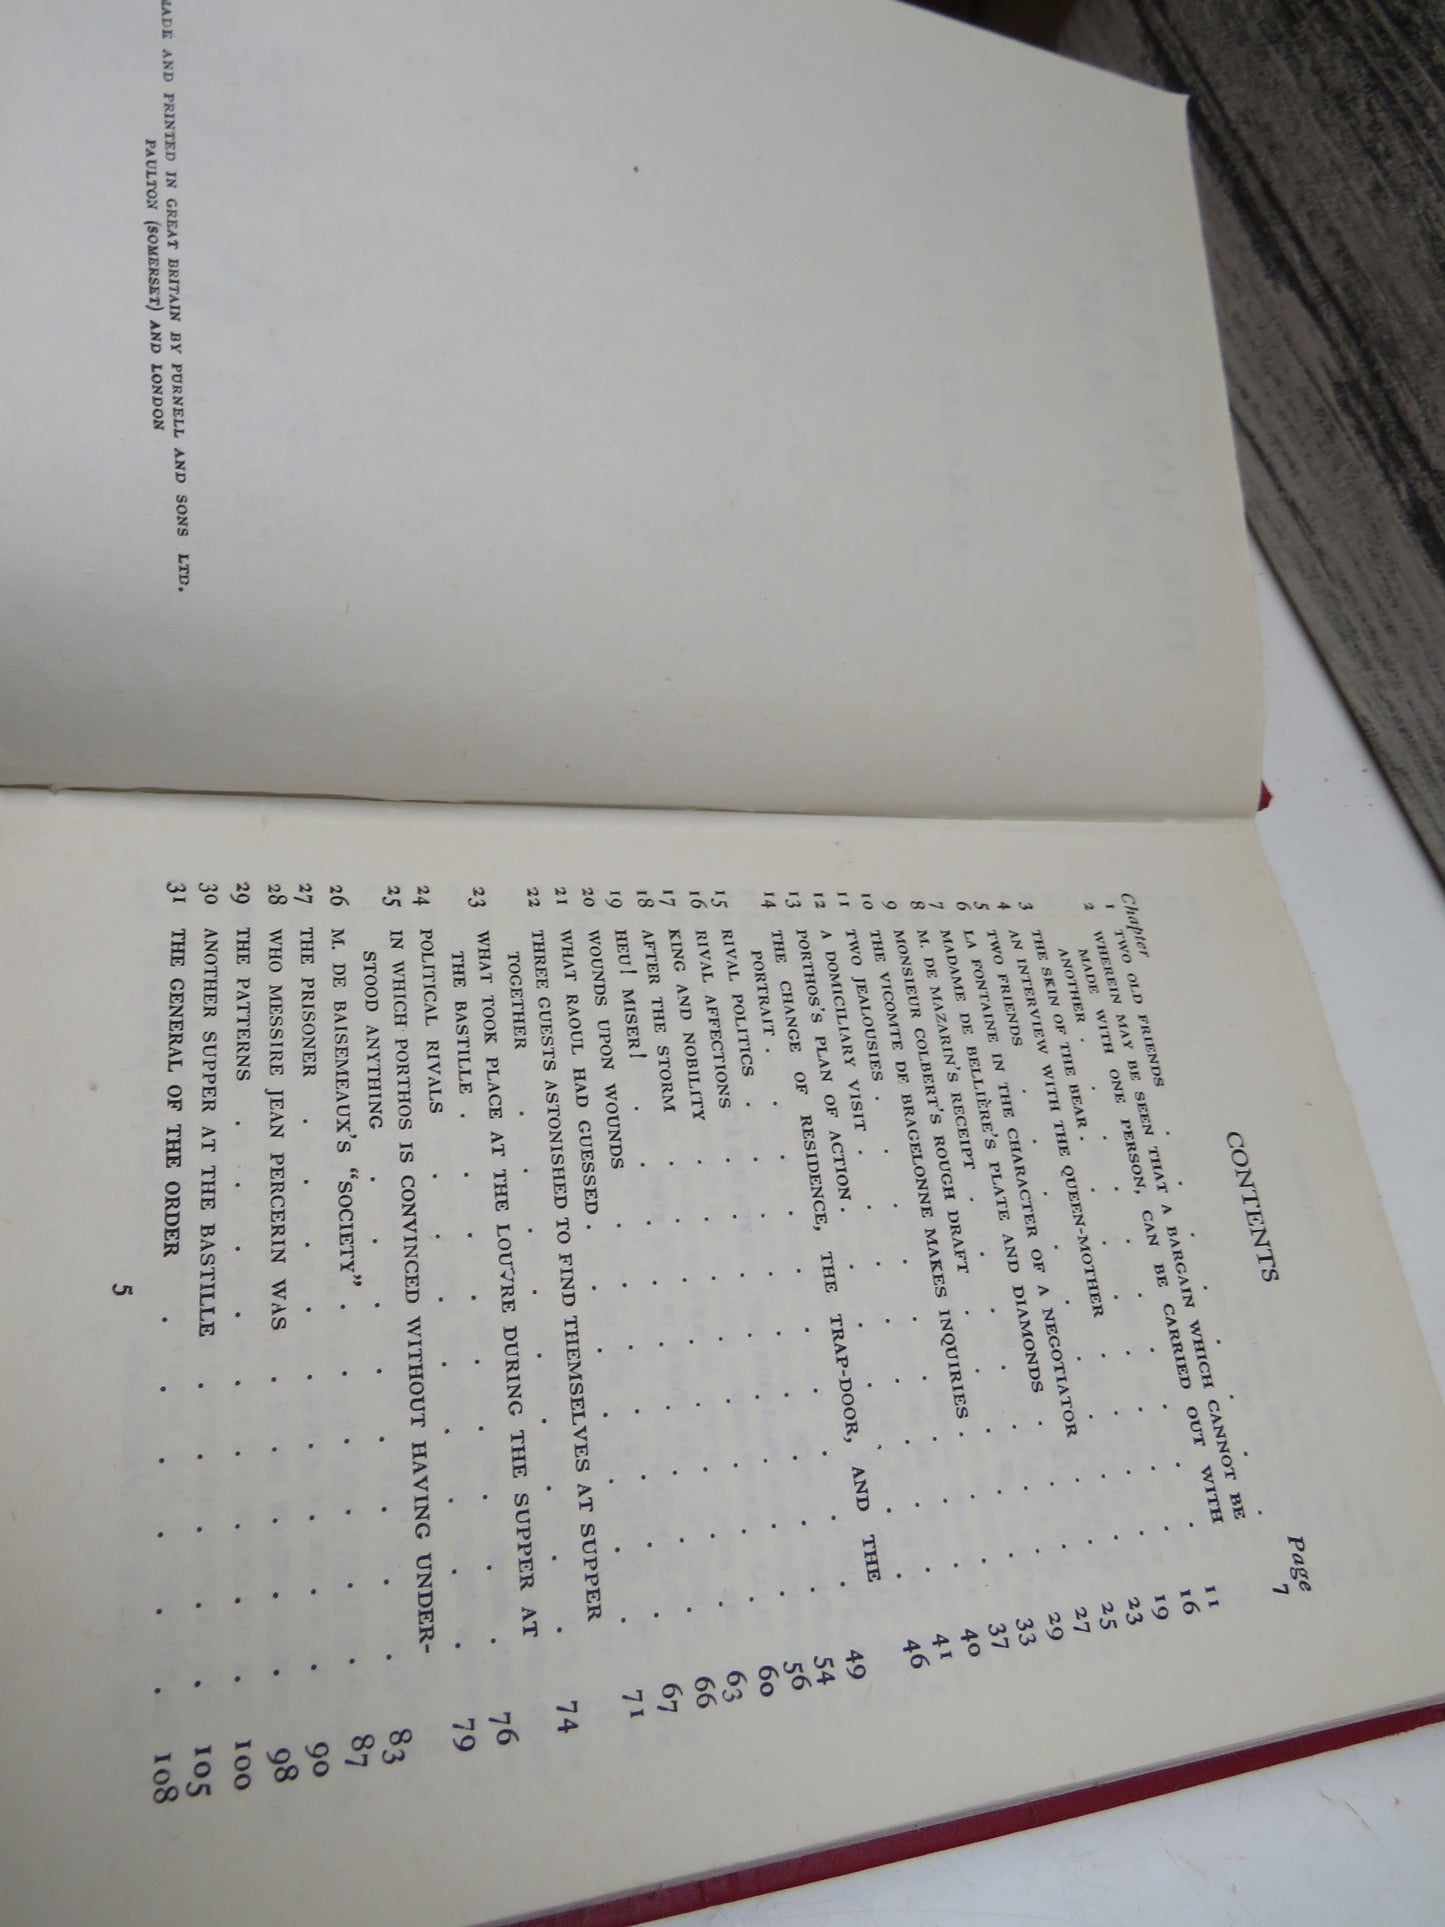 MADE AND PRINTED IN GREAT BRITAIN BY PURNELL AND SONS LTD.
PAULTON (SOMERSET) AND LONDON
CONTENTS
Chapter Page
1 TWO OLD FRIENDS . . . . . . . 7
2 WHEREIN MAY BE SEEN THAT A BARGAIN WHICH CANNOT BE
MADE WITH ONE PERSON, CAN BE CARRIED OUT WITH
ANOTHER . . . . . . . . 11
3 THE SKIN OF THE BEAR . . . . . . 16
4 AN INTERVIEW WITH THE QUEEN-MOTHER . . . 19
5 TWO FRIENDS . . . . . . . . 23
6 LA FONTAINE IN THE CHARACTER OF A NEGOTIATOR . 25
7 MADAME DE BELLIÈRE'S PLATE AND DIAMONDS . . 27
8 M. DE MAZARIN'S RECEIPT . . . . . 29
9 MONSIEUR COLBERT'S ROUGH DRAFT . . . . 33
10 THE VICOMTE DE BRAGELONNE MAKES INQUIRIES . . 37
11 TWO JEALOUSIES . . . . . . . 40
12 A DOMICILIARY VISIT . . . . . . 41
13 PORTHOS'S PLAN OF ACTION . . . . . 46
14 THE CHANGE OF RESIDENCE, THE TRAP-DOOR, AND THE
PORTRAIT . . . . . . . . 49
15 RIVAL POLITICS . . . . . . . 54
16 RIVAL AFFECTIONS . . . . . . . 56
17 KING AND NOBILITY . . . . . . 60
18 AFTER THE STORM . . . . . . . 63
19 HEU! MISER! . . . . . . . 66
20 WOUNDS UPON WOUNDS . . . . . . 67
21 WHAT RAOUL HAD GUESSED . . . . . 71
22 THREE GUESTS ASTONISHED TO FIND THEMSELVES AT SUPPER
TOGETHER . . . . . . . . 74
23 WHAT TOOK PLACE AT THE LOUVRE DURING THE SUPPER AT
THE BASTILLE . . . . . . . 76
24 POLITICAL RIVALS . . . . . . . 79
25 IN WHICH PORTHOS IS CONVINCED WITHOUT HAVING UNDER-
STOOD ANYTHING . . . . . . . 83
26 M. DE BAISEMEAUX'S “SOCIETY” . . . . . 87
27 THE PRISONER . . . . . . . 90
28 WHO MESSIRE JEAN PERCERIN WAS . . . . 98
29 THE PATTERNS . . . . . . . 100
30 ANOTHER SUPPER AT THE BASTILLE . . . . 105
31 THE GENERAL OF THE ORDER . . . . . 108
5